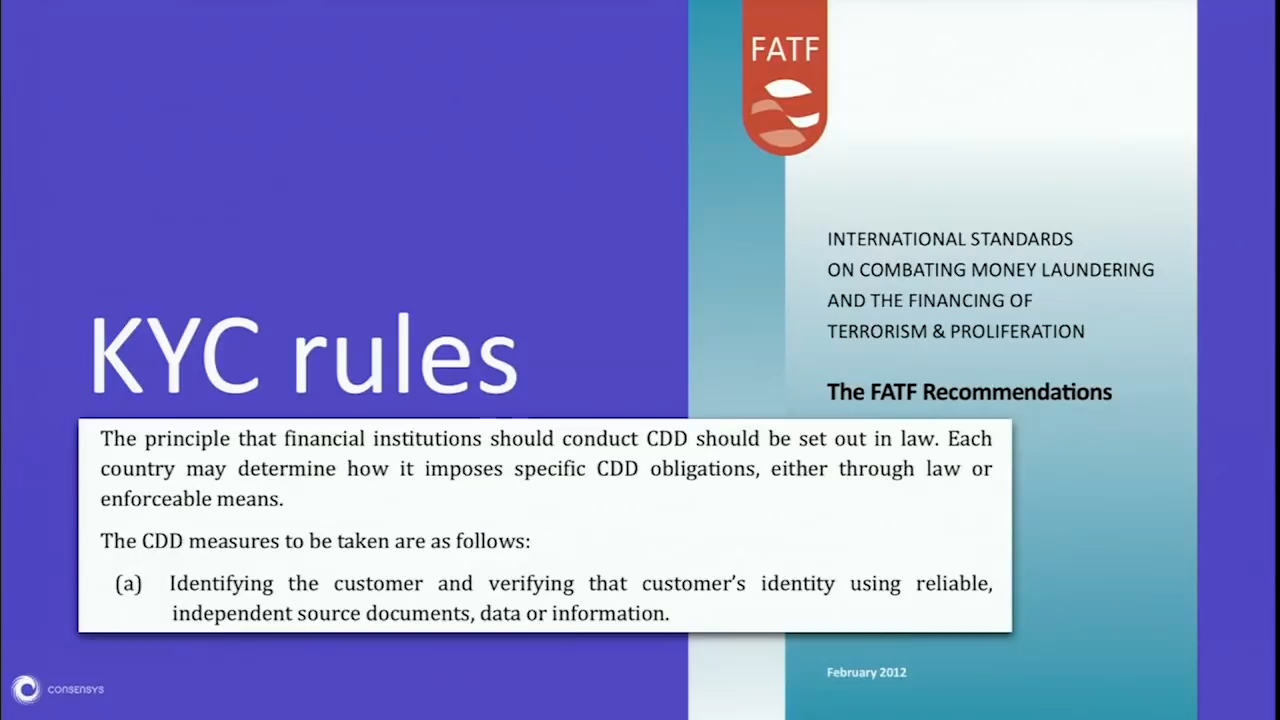 FATF
INTERNATIONAL STANDARDS
ON COMBATING MONEY LAUNDERING
AND THE FINANCING OF
TERRORISM & PROLIFERATION
The FATF Recommendations
KYC rules
The principle that financial institutions should conduct CDD should be set out in law. Each
country may determine how it imposes specific CDD obligations, either through law or
enforceable means.
The CDD measures to be taken are as follows:
(a) Identifying the customer and verifying that customer’s identity using reliable,
independent source documents, data or information.
February 2012
CONSENSYS